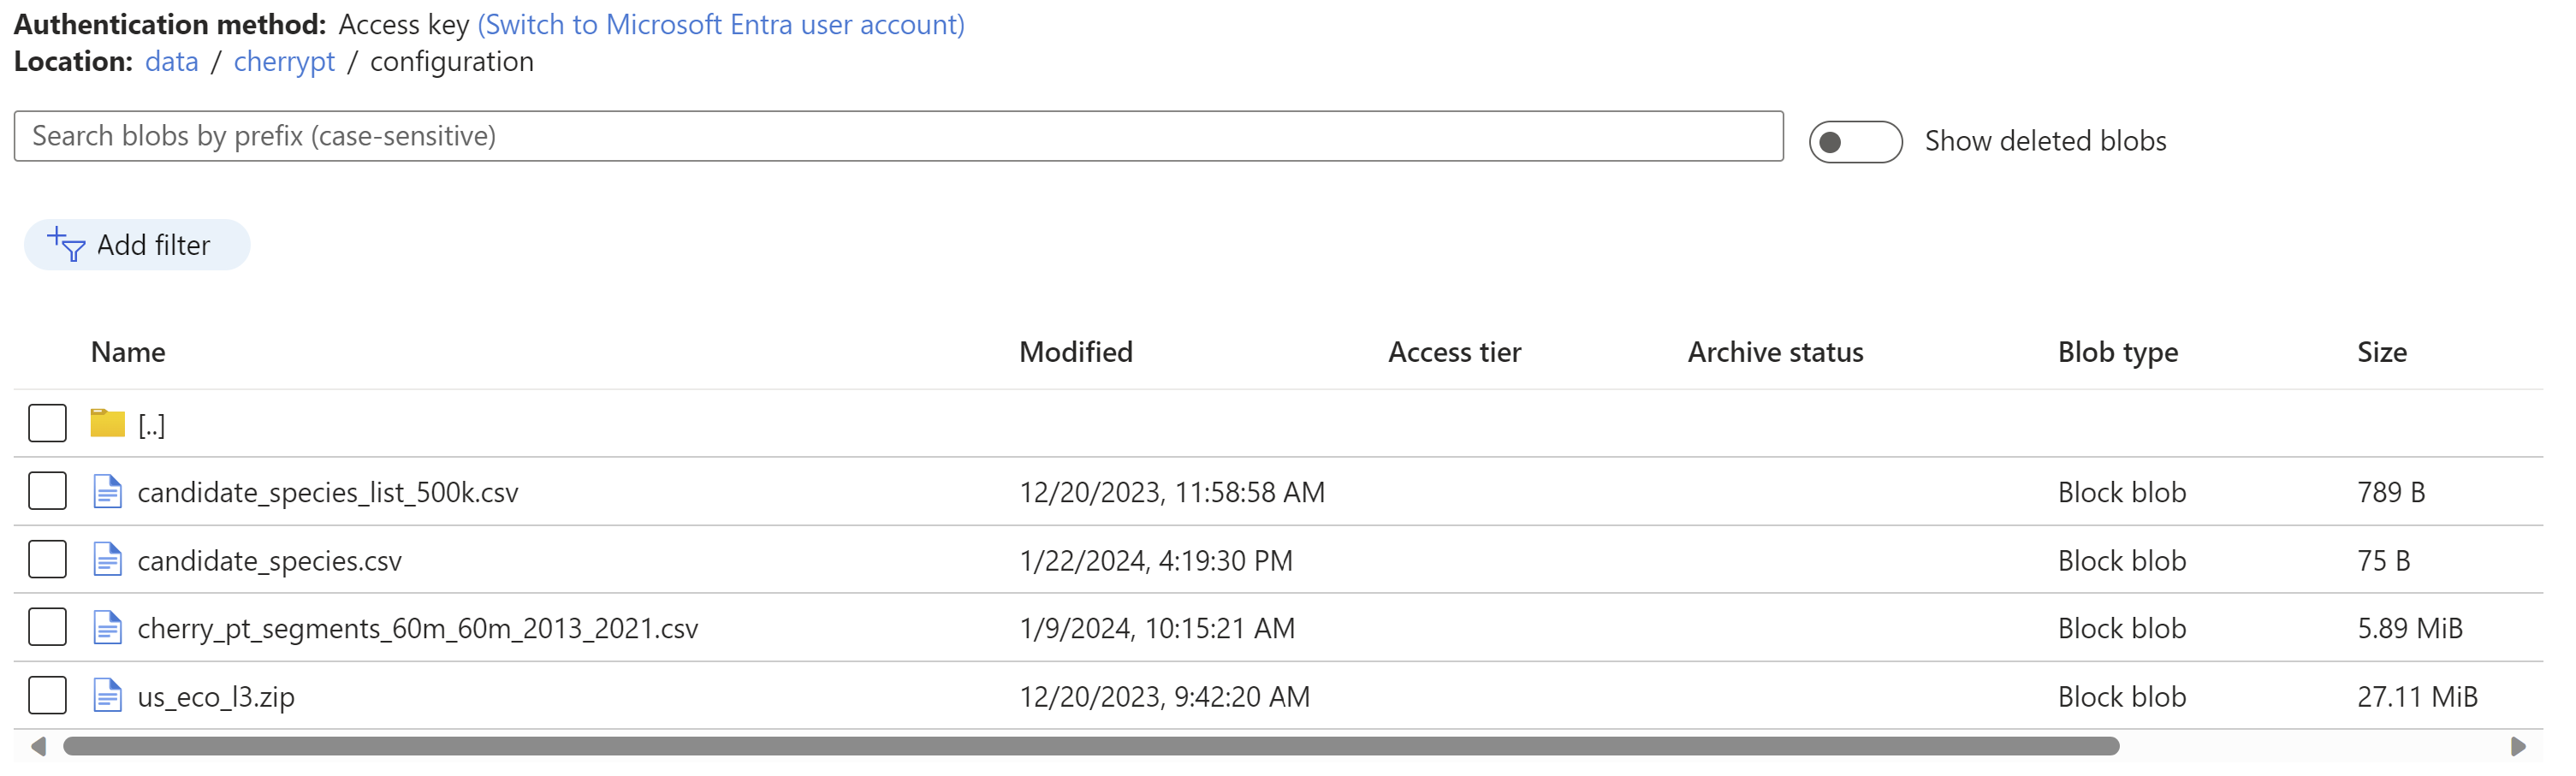 Authentication method: Access key (Switch to Microsoft Entra user account)
Location: data / cherrypt / configuration
Search blobs by prefix (case-sensitive)
Show deleted blobs
Add filter
Name Modified Access tier Archive status Blob type Size
[..]
candidate_species_list_500k.csv 12/20/2023, 11:58:58 AM Block blob 789 B
candidate_species.csv 1/22/2024, 4:19:30 PM Block blob 75 B
cherry_pt_segments_60m_60m_2013_2021.csv 1/9/2024, 10:15:21 AM Block blob 5.89 MiB
us_eco_l3.zip 12/20/2023, 9:42:20 AM Block blob 27.11 MiB